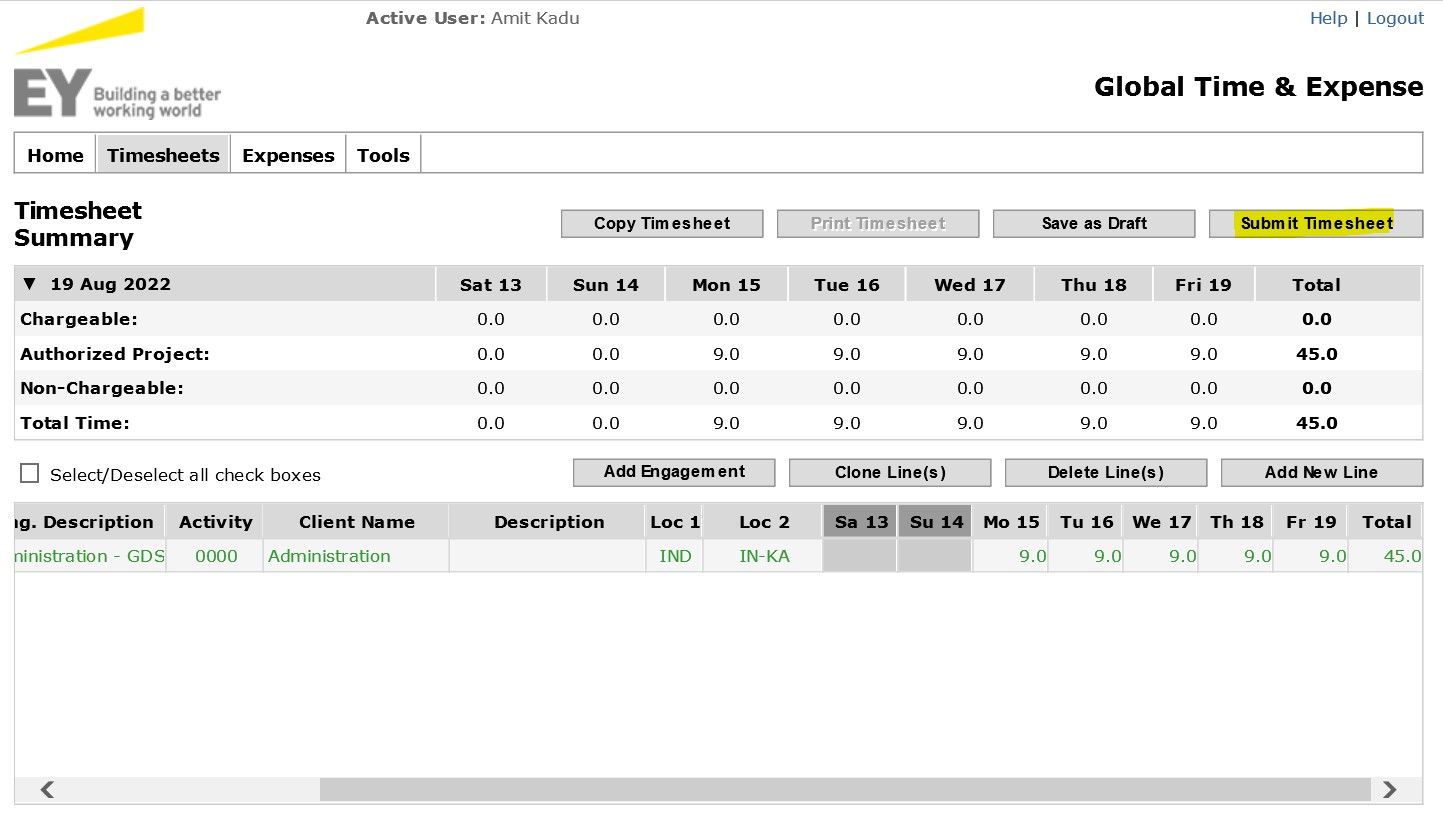 Active User: Amit Kadu
Help | Logout
EY Building a better
working world
Global Time & Expense
Home Timesheets Expenses Tools
Timesheet
Summary
Copy Timesheet Print Timesheet Save as Draft Submit Timesheet
▼ 19 Aug 2022 Sat 13 Sun 14 Mon 15 Tue 16 Wed 17 Thu 18 Fri 19 Total
Chargeable: 0.0 0.0 0.0 0.0 0.0 0.0 0.0 0.0
Authorized Project: 0.0 0.0 9.0 9.0 9.0 9.0 9.0 45.0
Non-Chargeable: 0.0 0.0 0.0 0.0 0.0 0.0 0.0 0.0
Total Time: 0.0 0.0 9.0 9.0 9.0 9.0 9.0 45.0
Select/Deselect all check boxes Add Engagement Clone Line(s) Delete Line(s) Add New Line
ng. Description Activity Client Name Description Loc 1 Loc 2 Sa 13 Su 14 Mo 15 Tu 16 We 17 Th 18 Fr 19 Total
ministration - GDS 0000 Administration IND IN-KA 9.0 9.0 9.0 9.0 9.0 45.0